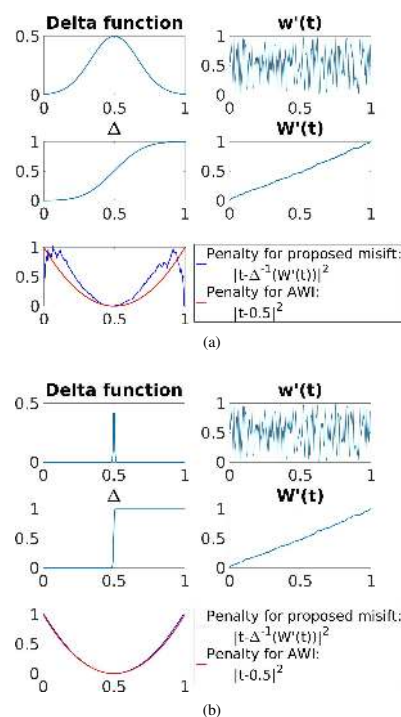 Delta function
w'(t)
0.5
0
0 0.5 1
1
0.5
0
0 0.5 1
Δ
W'(t)
1
0.5
0
0 0.5 1
1
0.5
0
0 0.5 1
1
0.5
0
0 0.5 1
Penalty for proposed misift:
|t-Δ⁻¹(W'(t))|²
Penalty for AWI:
|t-0.5|²
(a)
Delta function
w'(t)
0.5
0
0 0.5 1
1
0.5
0
0 0.5 1
Δ
W'(t)
1
0.5
0
0 0.5 1
1
0.5
0
0 0.5 1
1
0.5
0
0 0.5 1
Penalty for proposed misift:
|t-Δ⁻¹(W'(t))|²
Penalty for AWI:
|t-0.5|²
(b)